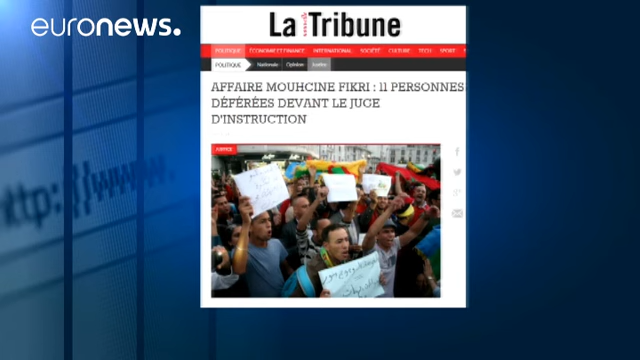 euronews.
La Tribune
POLITIQUE ÉCONOMIE ET FINANCE INTERNATIONAL SOCIÉTÉ CULTURE TECH SPORT
POLITIQUE Nationale Opinion Justice
AFFAIRE MOUHCINE FIKRI : 11 PERSONNES
DÉFÉRÉES DEVANT LE JUGE
D'INSTRUCTION
http://www.